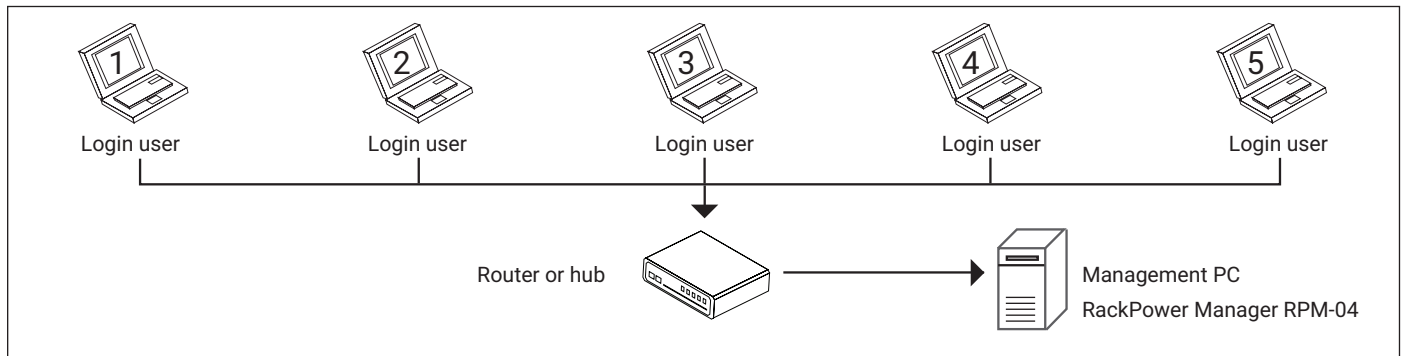 1
2
3
4
5
Login user
Login user
Login user
Login user
Login user
Router or hub
Management PC
RackPower Manager RPM-04